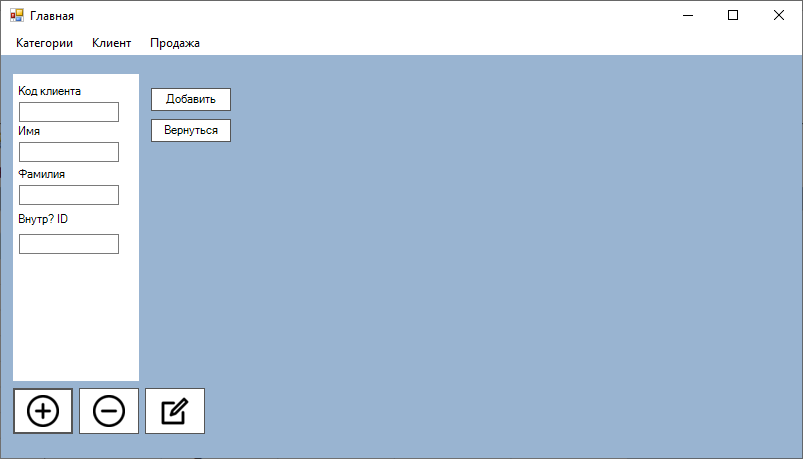 Главная
Категории Клиент Продажа
Код клиента
Имя
Фамилия
Внутр? ID
Добавить
Вернуться